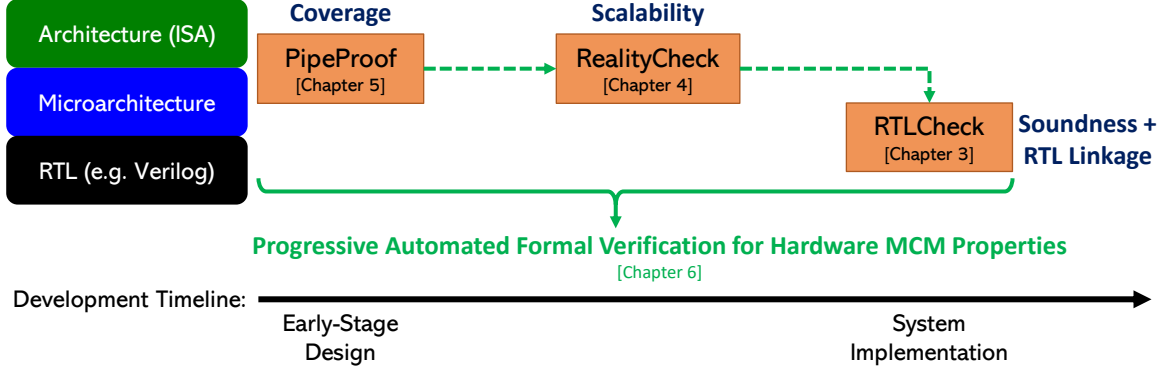 Coverage
Scalability
Architecture (ISA)
PipeProof
[Chapter 5]
RealityCheck
[Chapter 4]
Microarchitecture
RTLCheck
[Chapter 3]
Soundness +
RTL Linkage
RTL (e.g. Verilog)
Progressive Automated Formal Verification for Hardware MCM Properties
[Chapter 6]
Development Timeline:
Early-Stage
Design
System
Implementation